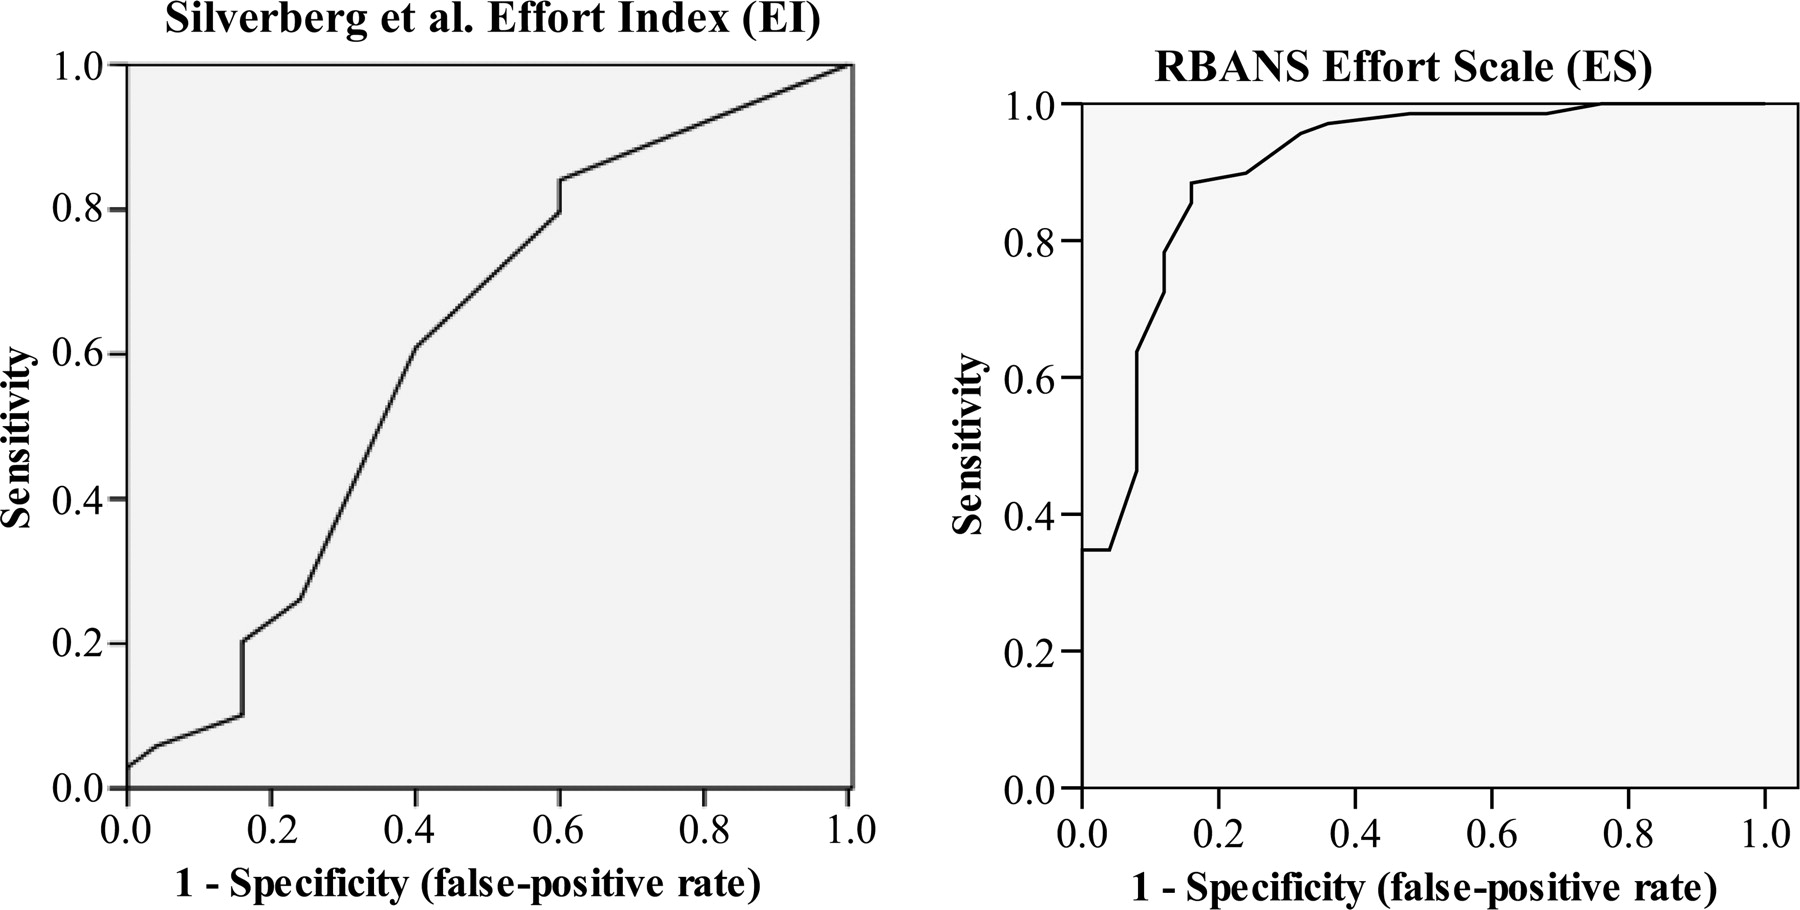 Silverberg et al. Effort Index (EI)
1.0
0.8
0.6
0.4
0.2
0.0
Sensitivity
0.0 0.2 0.4 0.6 0.8 1.0
1 - Specificity (false-positive rate)
RBANS Effort Scale (ES)
1.0
0.8
0.6
0.4
0.2
0.0
Sensitivity
0.0 0.2 0.4 0.6 0.8 1.0
1 - Specificity (false-positive rate)